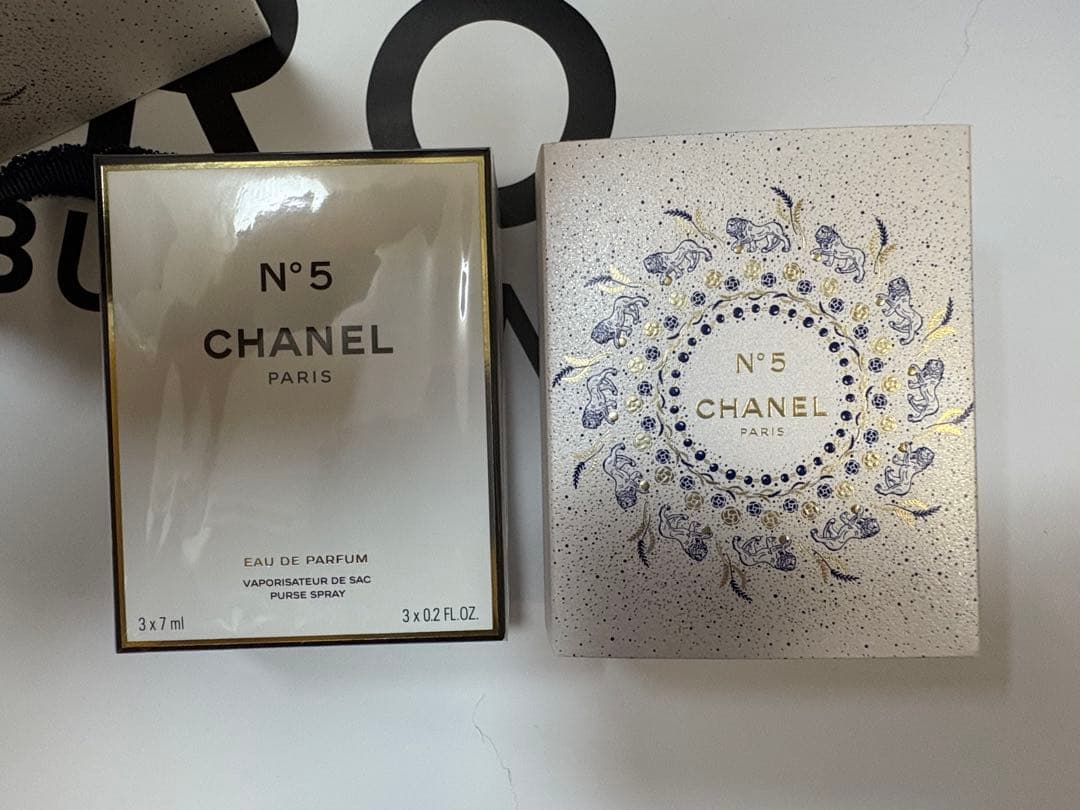 N°5
CHANEL
PARIS
EAU DE PARFUM
VAPORISATEUR DE SAC
PURSE SPRAY
3 x 7 ml
3 x 0.2 FL.OZ.
N°5
CHANEL
PARIS